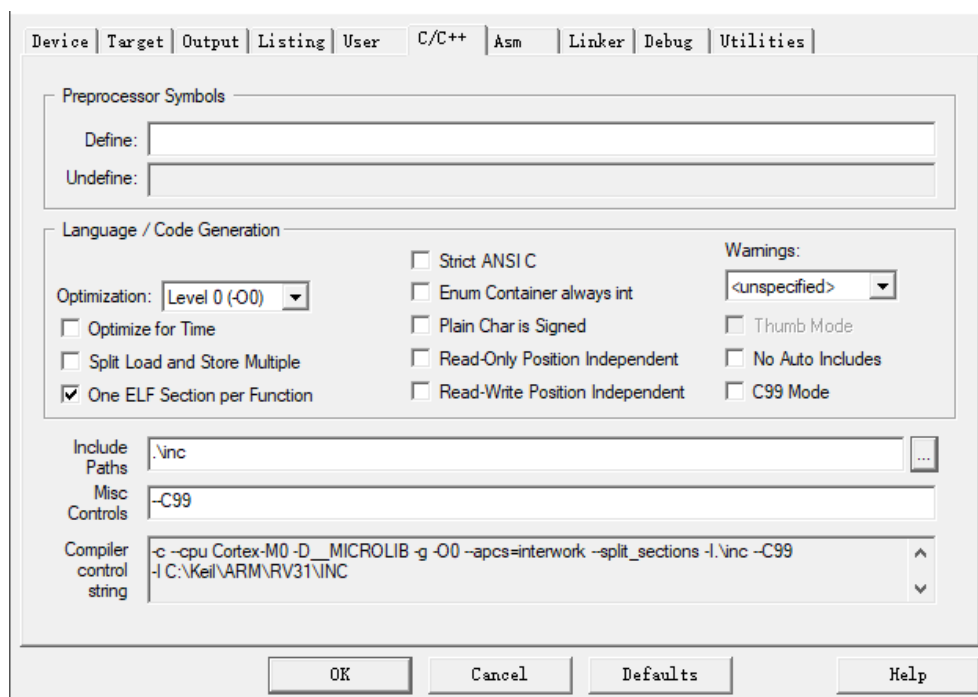 Device Target Output Listing User C/C++ Asm Linker Debug Utilities
Preprocessor Symbols
Define:
Undefine:
Language / Code Generation
Optimization: Level 0 (-O0)
Optimize for Time
Split Load and Store Multiple
One ELF Section per Function
Strict ANSI C
Enum Container always int
Plain Char is Signed
Read-Only Position Independent
Read-Write Position Independent
Warnings:
<unspecified>
Thumb Mode
No Auto Includes
C99 Mode
Include
Paths
.\inc
...
Misc
Controls
--C99
Compiler
control
string
-c --cpu Cortex-M0 -D__MICROLIB -g -O0 --apcs=interwork --split_sections -I.\inc --C99
-I C:\Keil\ARM\RV31\INC
OK Cancel Defaults Help